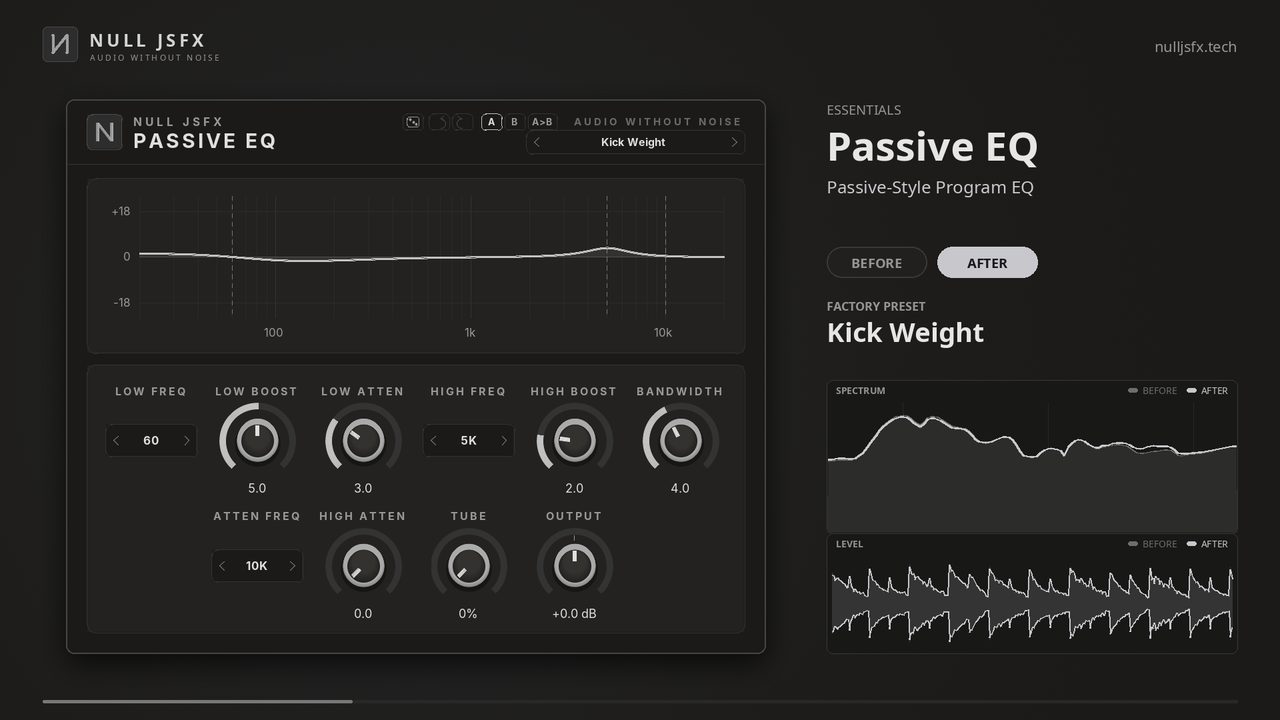 NULL JSFX
AUDIO WITHOUT NOISE
nulljsfx.tech
N
NULL JSFX
PASSIVE EQ
A B A>B
AUDIO WITHOUT NOISE
Kick Weight
+18
0
-18
100 1k 10k
LOW FREQ LOW BOOST LOW ATTEN HIGH FREQ HIGH BOOST BANDWIDTH
60 5K
5.0 3.0 2.0 4.0
ATTEN FREQ HIGH ATTEN TUBE OUTPUT
10K
0.0 0% +0.0 dB
ESSENTIALS
Passive EQ
Passive-Style Program EQ
BEFORE AFTER
FACTORY PRESET
Kick Weight
SPECTRUM BEFORE AFTER
LEVEL BEFORE AFTER